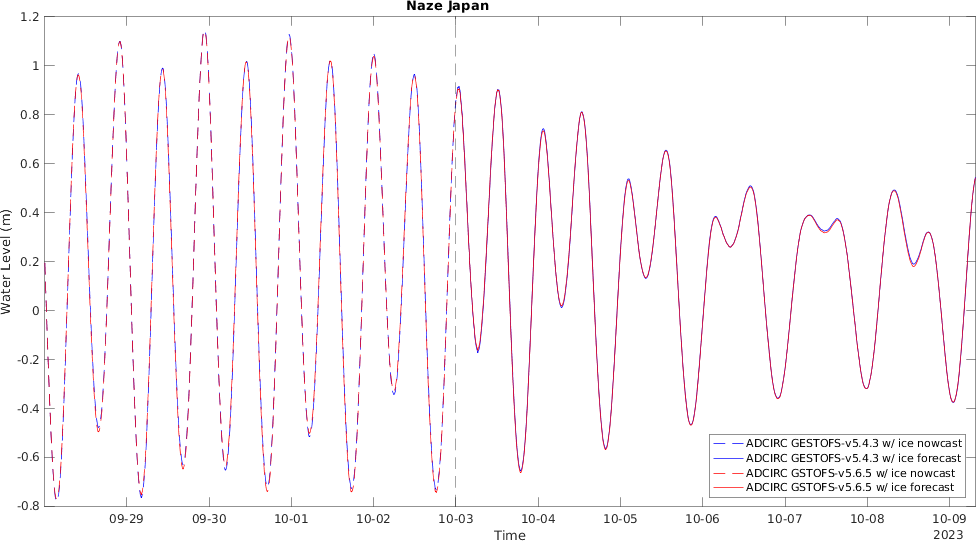 Naze Japan
1.2
1
0.8
0.6
0.4
0.2
0
-0.2
-0.4
-0.6
-0.8
Water Level (m)
09-29 09-30 10-01 10-02 10-03 10-04 10-05 10-06 10-07 10-08 10-09
2023
Time
ADCIRC GESTOFS-v5.4.3 w/ ice nowcast
ADCIRC GESTOFS-v5.4.3 w/ ice forecast
ADCIRC GSTOFS-v5.6.5 w/ ice nowcast
ADCIRC GSTOFS-v5.6.5 w/ ice forecast